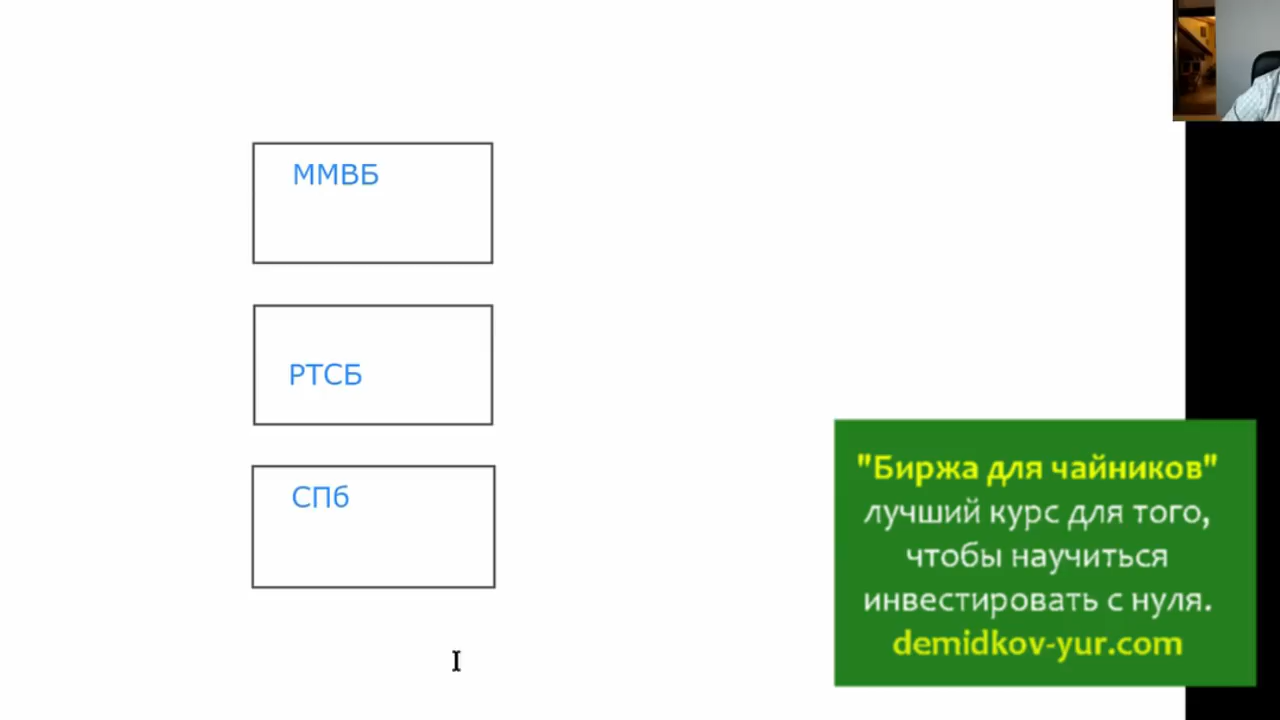 ММВБ
РТСБ
СПб
"Биржа для чайников"
лучший курс для того,
чтобы научиться
инвестировать с нуля.
demidkov-yur.com